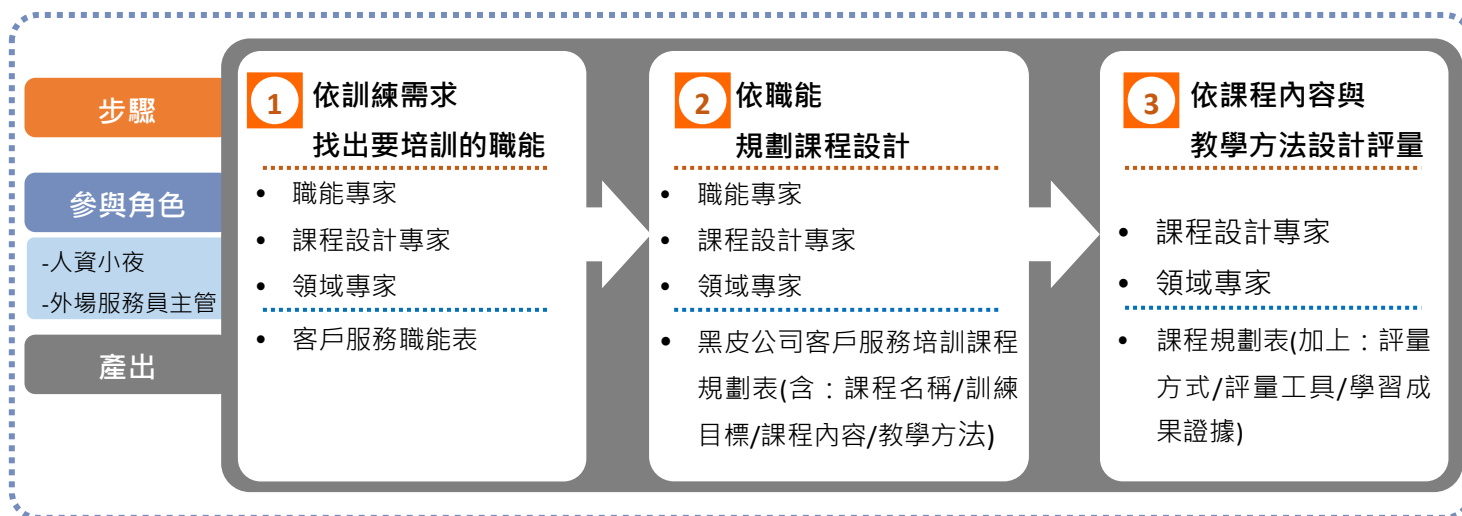 步驟
參與角色
-人資小夜
-外場服務員主管
產出
1
依訓練需求
找出要培訓的職能
• 職能專家
• 課程設計專家
• 領域專家
• 客戶服務職能表
2
依職能
規劃課程設計
• 職能專家
• 課程設計專家
• 領域專家
• 黑皮公司客戶服務培訓課程
規劃表(含：課程名稱/訓練
目標/課程內容/教學方法)
3
依課程內容與
教學方法設計評量
• 課程設計專家
• 領域專家
• 課程規劃表(加上：評量
方式/評量工具/學習成
果證據)